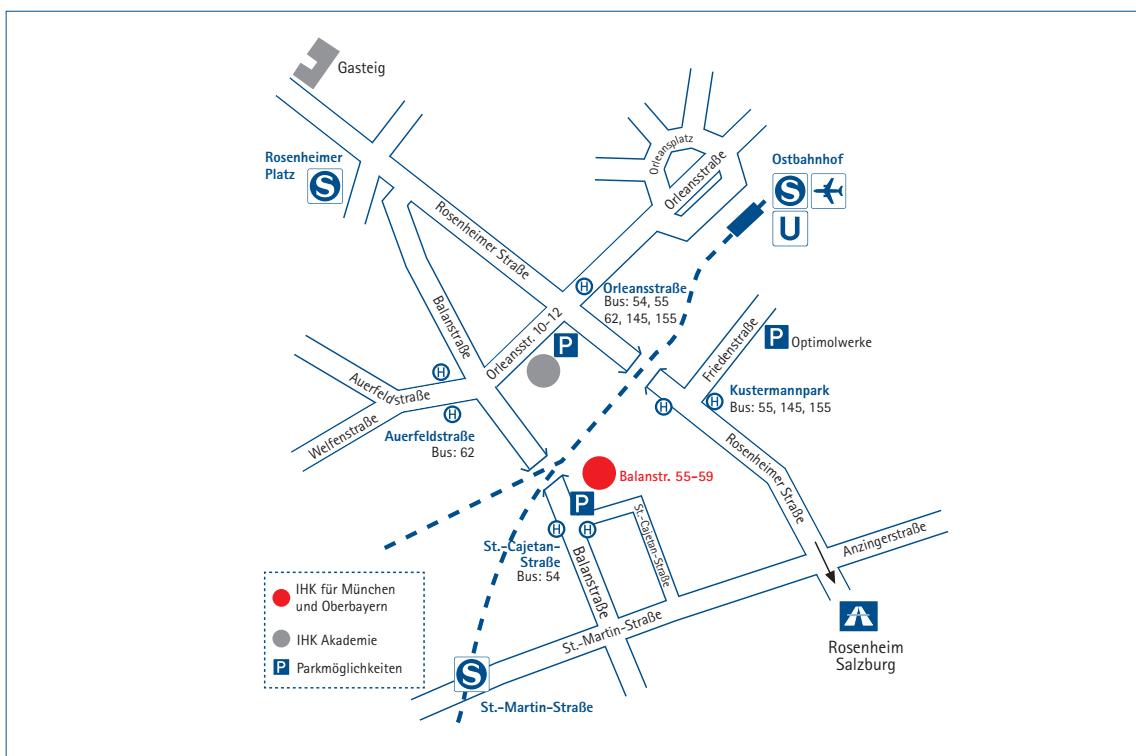 Gasteig
Rosenheimer
Platz
S
Orleansplatz
Orleansstraße
Ostbahnhof
S
U
Rosenheimer Straße
Balanstraße
H
Orleansstraße
Bus: 54, 55
62, 145, 155
Orleansstr. 10-12
P
Friedenstraße
P
Optimolwerke
H
Auerfeldstraße
Welfenstraße
H
Auerfeldstraße
Bus: 62
H
H
Kustermannpark
Bus: 55, 145, 155
Rosenheimer Straße
Balanstr. 55-59
P
H
H
St.-Cajetan-
Straße
Bus: 54
St.-Cajetan-Straße
Balanstraße
Anzingerstraße
St.-Martin-Straße
Rosenheim
Salzburg
S
St.-Martin-Straße
IHK für München
und Oberbayern
IHK Akademie
P Parkmöglichkeiten